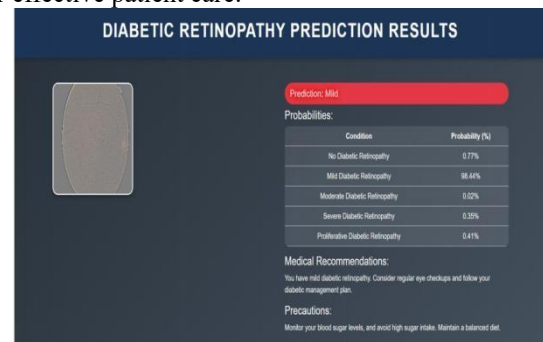 effective patient care.
DIABETIC RETINOPATHY PREDICTION RESULTS
Prediction: Mild
Probabilities:
Condition Probability (%)
No Diabetic Retinopathy 0.77%
Mild Diabetic Retinopathy 98.44%
Moderate Diabetic Retinopathy 0.02%
Severe Diabetic Retinopathy 0.35%
Proliferative Diabetic Retinopathy 0.41%
Medical Recommendations:
You have mild diabetic retinopathy. Consider regular eye checkups and follow your
diabetic management plan.
Precautions:
Monitor your blood sugar levels, and avoid high sugar intake. Maintain a balanced diet.